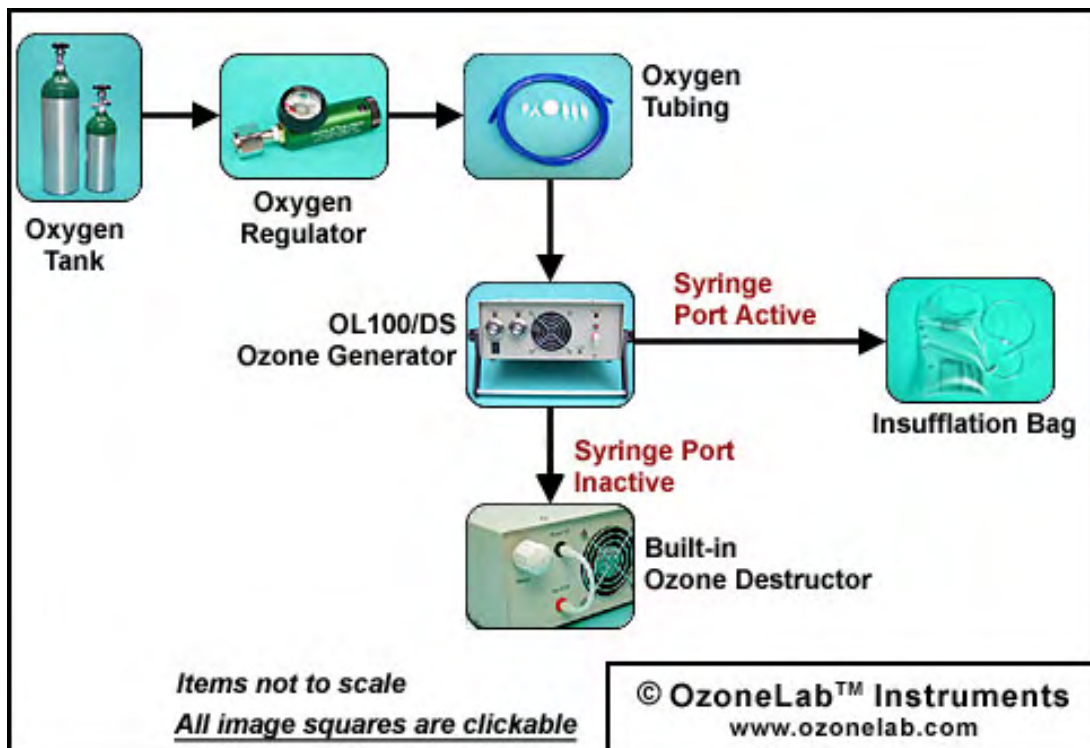 Oxygen
Tank
Oxygen
Regulator
Oxygen
Tubing
OL100/DS
Ozone Generator
Syringe
Port Active
Insufflation Bag
Syringe Port
Inactive
Built-in
Ozone Destructor
Items not to scale
All image squares are clickable
© OzoneLab™ Instruments
www.ozonelab.com